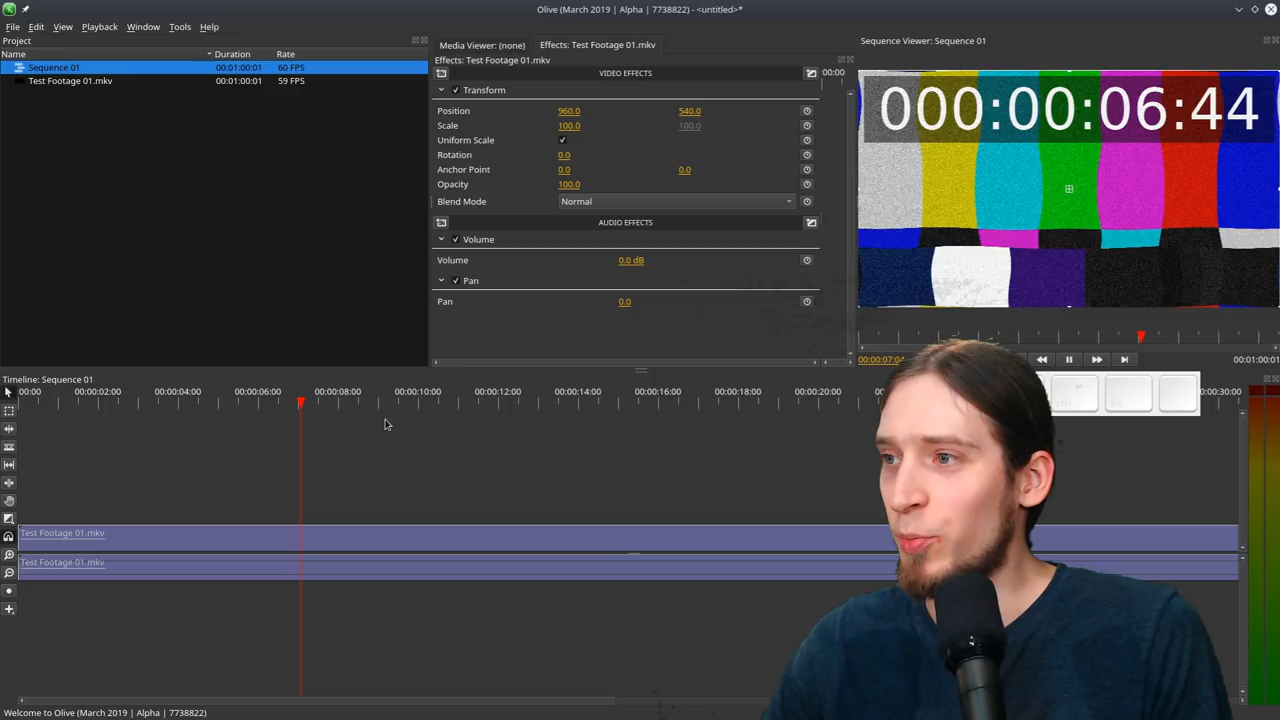 Olive (March 2019 | Alpha | 7738822) - <untitled>*
File Edit View Playback Window Tools Help
Project
Name Duration Rate
Sequence 01 00:01:00:01 60 FPS
Test Footage 01.mkv 00:01:00:01 59 FPS
Media Viewer: (none) Effects: Test Footage 01.mkv
Effects: Test Footage 01.mkv
VIDEO EFFECTS 00:00
Transform
Position 960.0 540.0
Scale 100.0 100.0
Uniform Scale
Rotation 0.0
Anchor Point 0.0 0.0
Opacity 100.0
Blend Mode Normal
AUDIO EFFECTS
Volume
Volume 0.0 dB
Pan
Pan 0.0
Sequence Viewer: Sequence 01
000:00:06:44
00:00:07:04 00:01:00:01
Timeline: Sequence 01
00:00 00:00:02:00 00:00:04:00 00:00:06:00 00:00:08:00 00:00:10:00 00:00:12:00 00:00:14:00 00:00:16:00 00:00:18:00 00:00:20:00 00:00:30:00
Test Footage 01.mkv
Test Footage 01.mkv
Welcome to Olive (March 2019 | Alpha | 7738822)